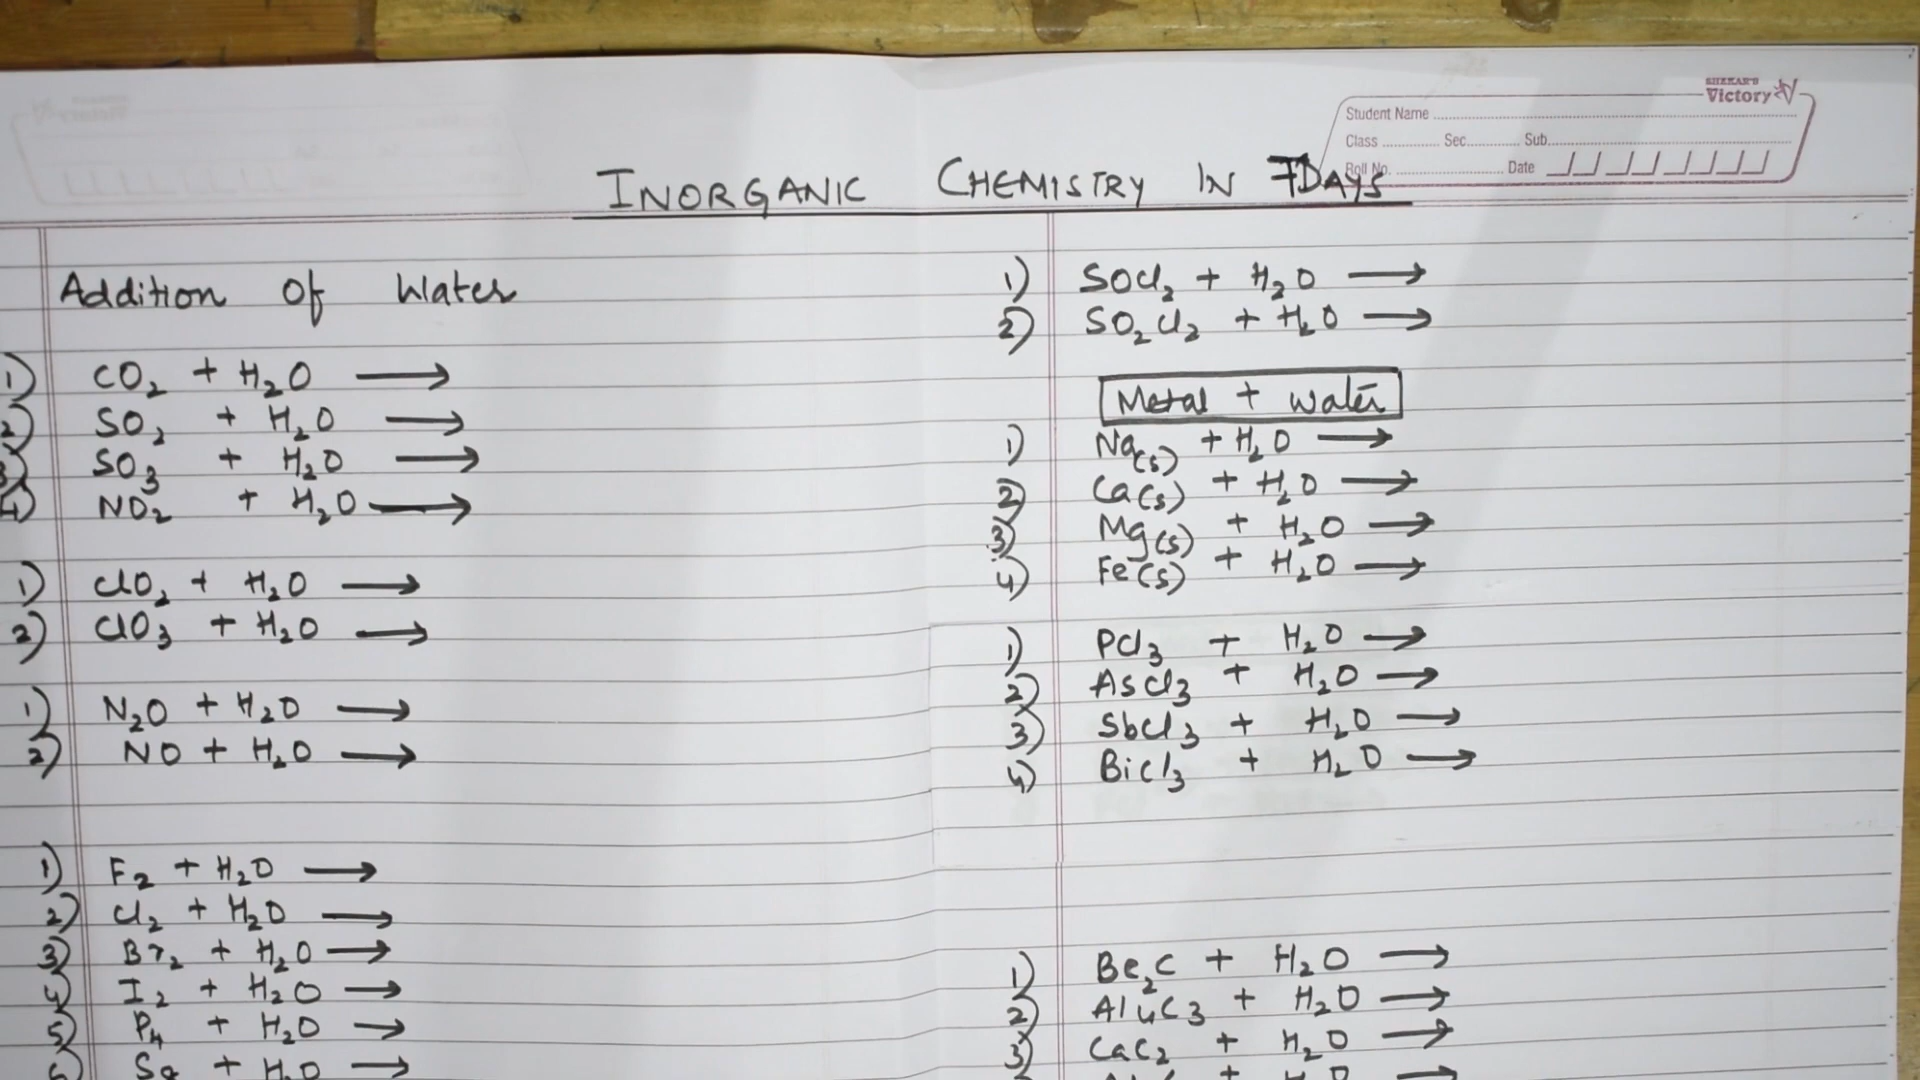 SHEKAR'S
Victory
Student Name
Class Sec. Sub.
Roll No. Date
INORGANIC CHEMISTRY IN 7DAYS
Addition of Water
1) CO₂ + H₂O ⟶
2) SO₂ + H₂O ⟶
3) SO₃ + H₂O ⟶
4) NO₂ + H₂O ⟶
1) ClO₂ + H₂O ⟶
2) ClO₃ + H₂O ⟶
1) N₂O + H₂O ⟶
2) NO + H₂O ⟶
1) F₂ + H₂O ⟶
2) Cl₂ + H₂O ⟶
3) Br₂ + H₂O ⟶
4) I₂ + H₂O ⟶
5) P₄ + H₂O ⟶
+ H₂O ⟶
1) SOCl₂ + H₂O ⟶
2) SO₂Cl₂ + H₂O ⟶
Metal + water
1) Na(s) + H₂O ⟶
2) Ca(s) + H₂O ⟶
3) Mg(s) + H₂O ⟶
4) Fe(s) + H₂O ⟶
1) PCl₃ + H₂O ⟶
2) AsCl₃ + H₂O ⟶
3) SbCl₃ + H₂O ⟶
4) BiCl₃ + H₂O ⟶
1) Be₂C + H₂O ⟶
2) Al₄C₃ + H₂O ⟶
3) CaC₂ + H₂O ⟶